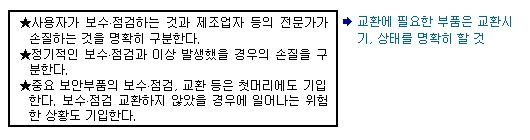 ★사용자가 보수·점검하는 것과 제조업자 등의 전문가가
손질하는 것을 명확히 구분한다.
★정기적인 보수·점검과 이상 발생했을 경우의 손질을 구
분한다.
★중요 보안부품의 보수·점검, 교환 등은 첫머리에도 기입
한다. 보수·점검 교환하지 않았을 경우에 일어나는 위험
한 상황도 기입한다.
➧ 교환에 필요한 부품은 교환시
기, 상태를 명확히 할 것